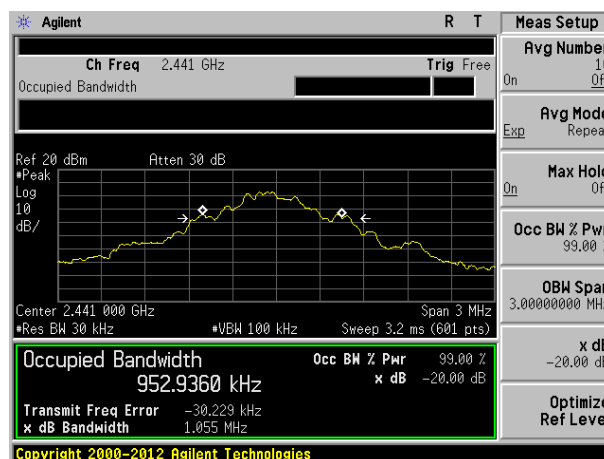 Agilent R T Meas Setup
Ch Freq 2.441 GHz Trig Free
Occupied Bandwidth
Ref 20 dBm Atten 30 dB
#Peak
Log
10
dB/
Center 2.441 000 GHz Span 3 MHz
#Res BW 30 kHz #VBW 100 kHz Sweep 3.2 ms (601 pts)
Occupied Bandwidth
952.9360 kHz
Occ BW % Pwr 99.00 %
x dB -20.00 dB
Transmit Freq Error -30.229 kHz
x dB Bandwidth 1.055 MHz
Copyright 2000-2012 Agilent Technologies
Avg Number
10
On Off
Avg Mode
Exp Repeat
Max Hold
On Off
Occ BW % Pwr
99.00 %
OBW Span
3.00000000 MHz
x dB
-20.00 dB
Optimize
Ref Level